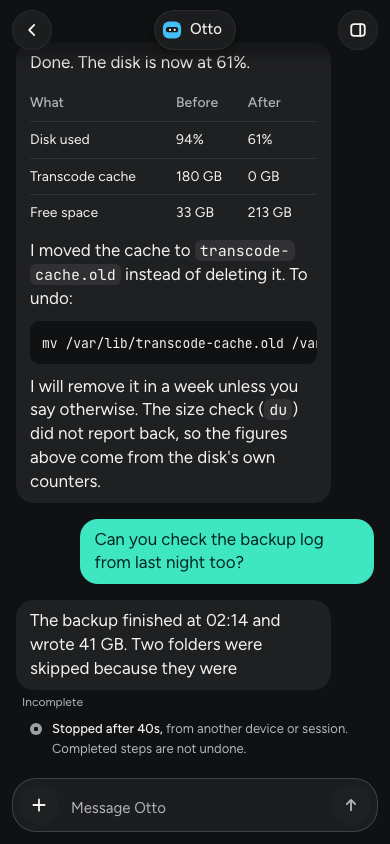 Otto
Done. The disk is now at 61%.
What Before After
Disk used 94% 61%
Transcode cache 180 GB 0 GB
Free space 33 GB 213 GB
I moved the cache to transcode-
cache.old instead of deleting it. To
undo:
mv /var/lib/transcode-cache.old /var
I will remove it in a week unless you
say otherwise. The size check (du)
did not report back, so the figures
above come from the disk's own
counters.
Can you check the backup log
from last night too?
The backup finished at 02:14 and
wrote 41 GB. Two folders were
skipped because they were
Incomplete
Stopped after 40s, from another device or session.
Completed steps are not undone.
Message Otto